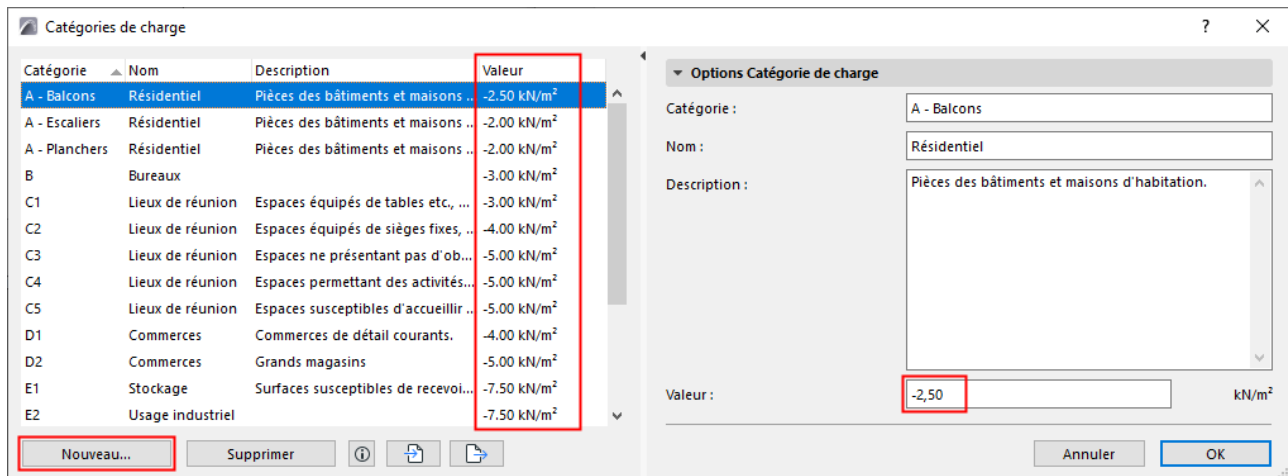 Catégories de charge ?
Catégorie Nom Description Valeur
A - Balcons Résidentiel Pièces des bâtiments et maisons ... -2.50 kN/m²
A - Escaliers Résidentiel Pièces des bâtiments et maisons ... -2.00 kN/m²
A - Planchers Résidentiel Pièces des bâtiments et maisons ... -2.00 kN/m²
B Bureaux -3.00 kN/m²
C1 Lieux de réunion Espaces équipés de tables etc., ... -3.00 kN/m²
C2 Lieux de réunion Espaces équipés de sièges fixes, ... -4.00 kN/m²
C3 Lieux de réunion Espaces ne présentant pas d'ob... -5.00 kN/m²
C4 Lieux de réunion Espaces permettant des activités... -5.00 kN/m²
C5 Lieux de réunion Espaces susceptibles d'accueillir ... -5.00 kN/m²
D1 Commerces Commerces de détail courants. -4.00 kN/m²
D2 Commerces Grands magasins -5.00 kN/m²
E1 Stockage Surfaces susceptibles de recevoi... -7.50 kN/m²
E2 Usage industriel -7.50 kN/m²
Nouveau... Supprimer
Options Catégorie de charge
Catégorie : A - Balcons
Nom : Résidentiel
Description : Pièces des bâtiments et maisons d'habitation.
Valeur : -2,50 kN/m²
Annuler OK